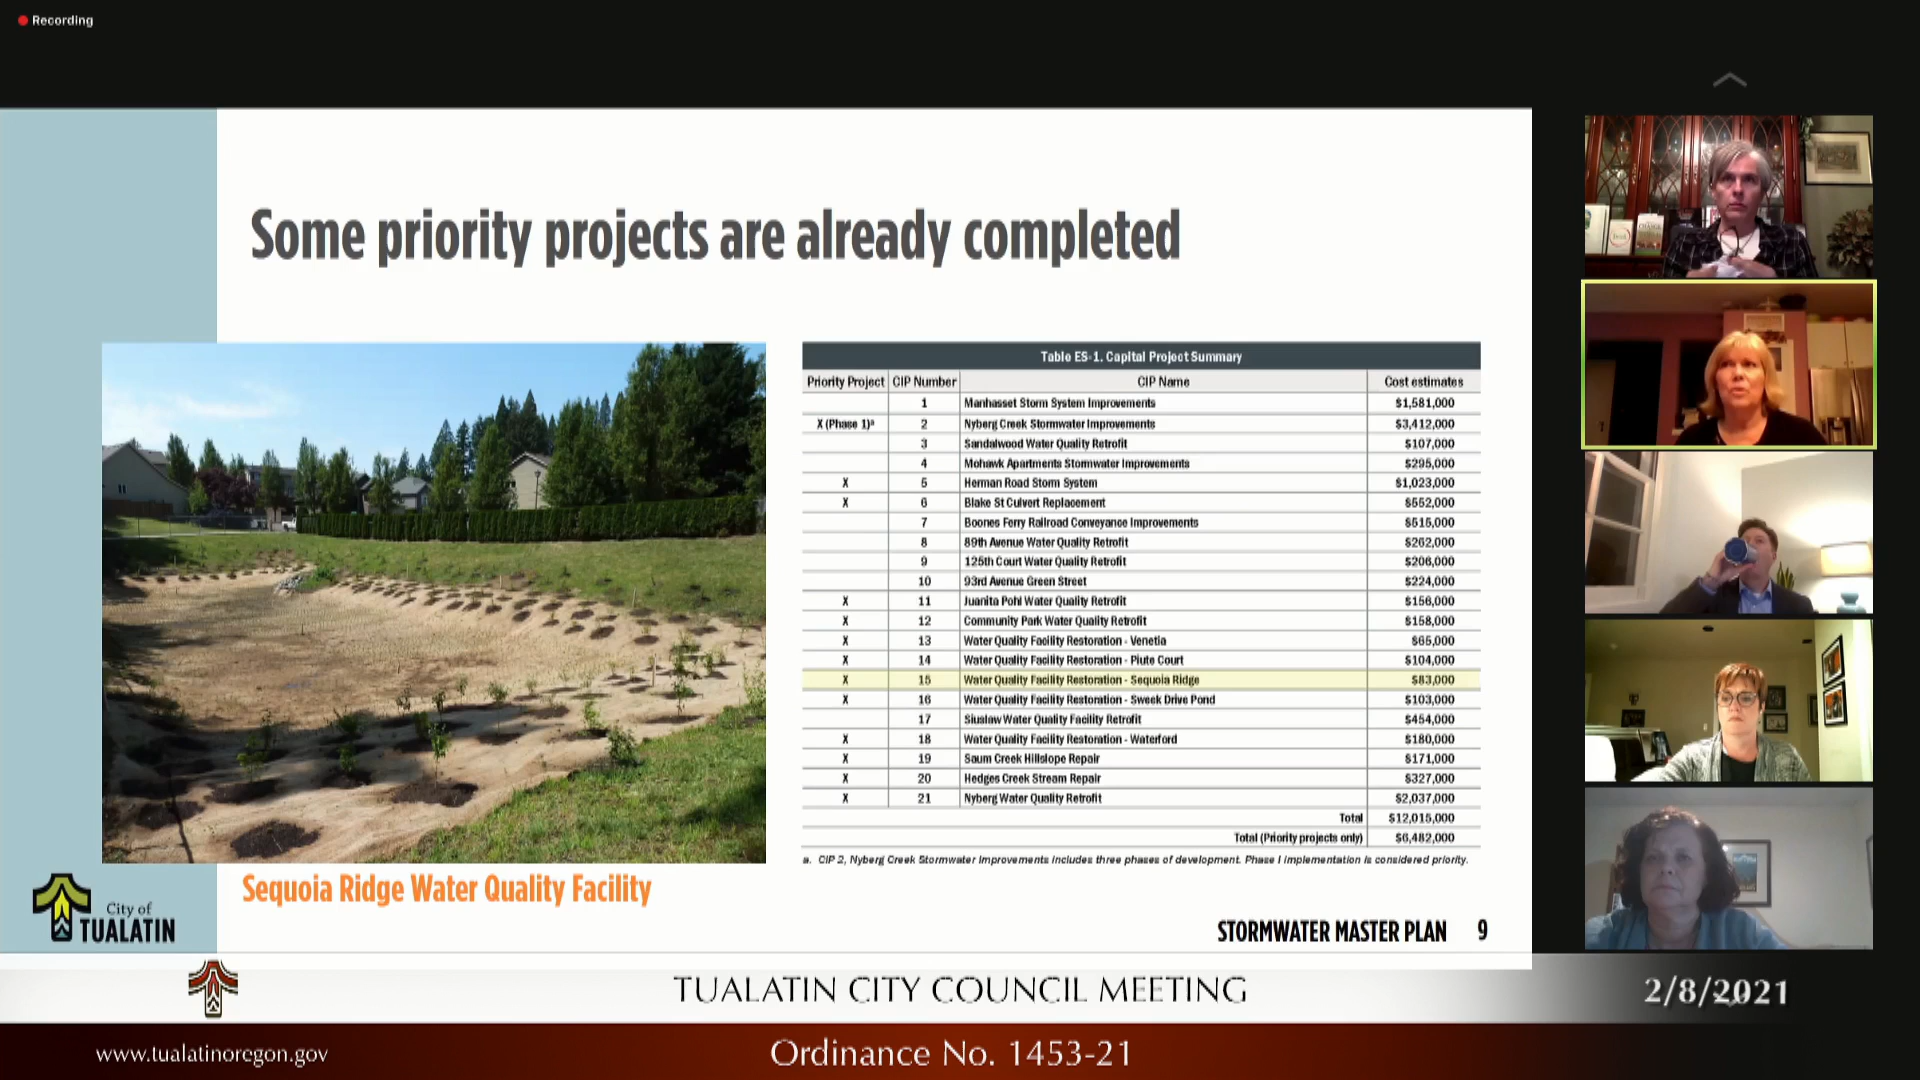 Recording
Some priority projects are already completed
Table ES-1. Capital Project Summary
Priority Project CIP Number CIP Name Cost estimates
1 Manhasset Storm System Improvements $1,581,000
X (Phase 1)ª 2 Nyberg Creek Stormwater Improvements $3,412,000
3 Sandalwood Water Quality Retrofit $107,000
4 Mohawk Apartments Stormwater Improvements $295,000
X 5 Herman Road Storm System $1,023,000
X 6 Blake St Culvert Replacement $552,000
7 Boones Ferry Railroad Conveyance Improvements $515,000
8 89th Avenue Water Quality Retrofit $262,000
9 125th Court Water Quality Retrofit $206,000
10 93rd Avenue Green Street $224,000
X 11 Juanita Pohl Water Quality Retrofit $156,000
X 12 Community Park Water Quality Retrofit $158,000
X 13 Water Quality Facility Restoration - Venetia $65,000
X 14 Water Quality Facility Restoration - Piute Court $104,000
X 15 Water Quality Facility Restoration - Sequoia Ridge $83,000
X 16 Water Quality Facility Restoration - Sweek Drive Pond $103,000
17 Siuslaw Water Quality Facility Retrofit $454,000
X 18 Water Quality Facility Restoration - Waterford $180,000
X 19 Saum Creek Hillslope Repair $171,000
X 20 Hedges Creek Stream Repair $327,000
X 21 Nyberg Water Quality Retrofit $2,037,000
Total $12,015,000
Total (Priority projects only) $6,482,000
a. CIP 2, Nyberg Creek Stormwater Improvements includes three phases of development. Phase I implementation is considered priority.
Sequoia Ridge Water Quality Facility
City of
TUALATIN
STORMWATER MASTER PLAN 9
TUALATIN CITY COUNCIL MEETING
2/8/2021
www.tualatinoregon.gov
Ordinance No. 1453-21